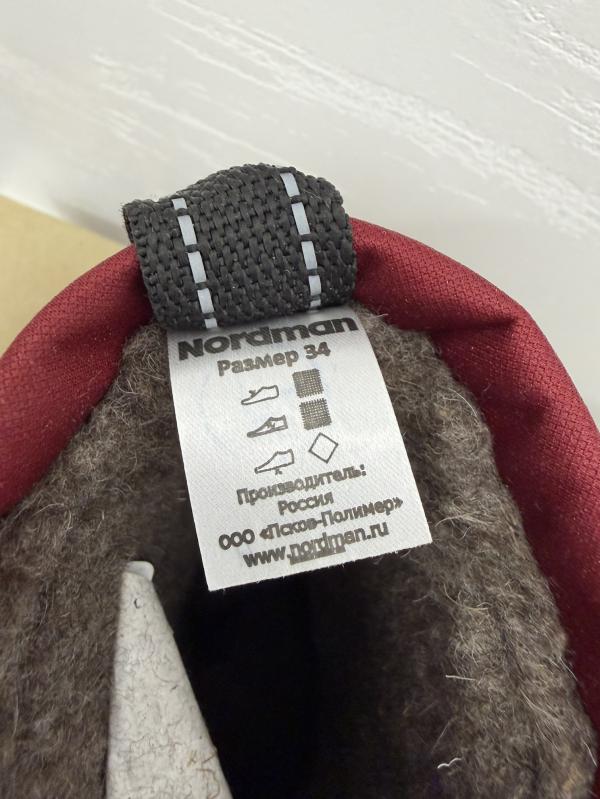 Nordman
Размер 34
Производитель:
Россия
ООО «Псков-Полимер»
www.nordman.ru